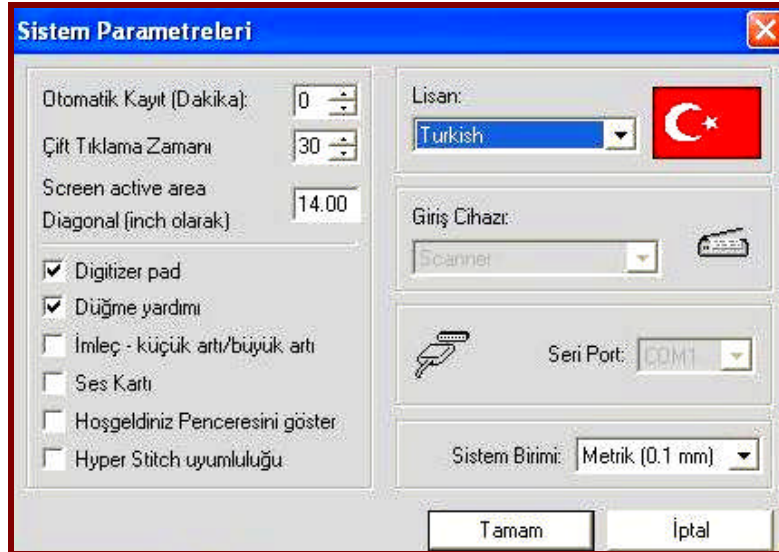 Sistem Parametreleri
Otomatik Kayıt (Dakika): 0
Çift Tıklama Zamanı 30
Screen active area
Diagonal (inch olarak) 14.00
Digitizer pad
Düğme yardımı
İmleç - küçük artı/büyük artı
Ses Kartı
Hoşgeldiniz Penceresini göster
Hyper Stitch uyumluluğu
Lisan:
Turkish
Giriş Cihazı:
Scanner
Seri Port: COM1
Sistem Birimi: Metrik (0.1 mm)
Tamam İptal